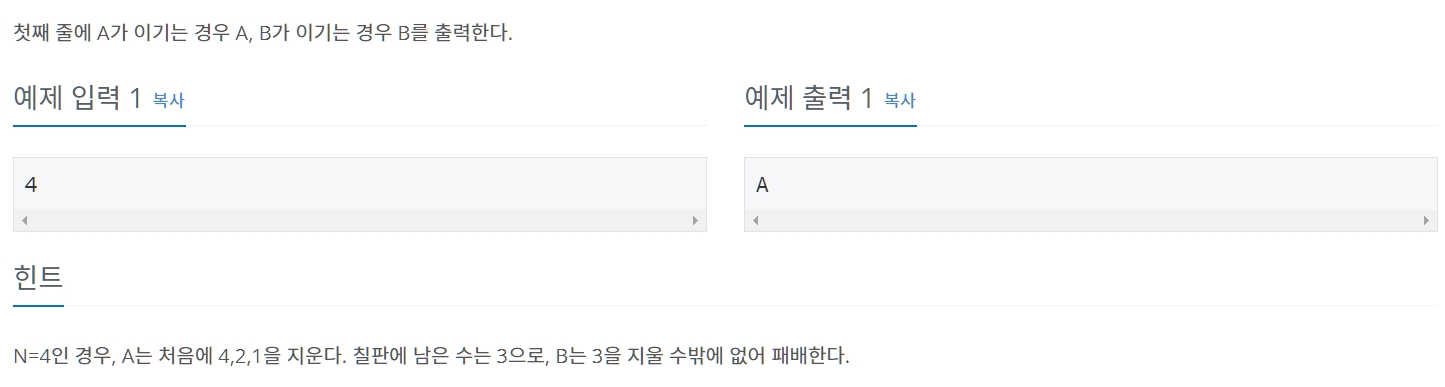 첫째 줄에 A가 이기는 경우 A, B가 이기는 경우 B를 출력한다.
예제 입력 1 복사
예제 출력 1 복사
4
A
힌트
N=4인 경우, A는 처음에 4,2,1을 지운다. 칠판에 남은 수는 3으로, B는 3을 지울 수밖에 없어 패배한다.